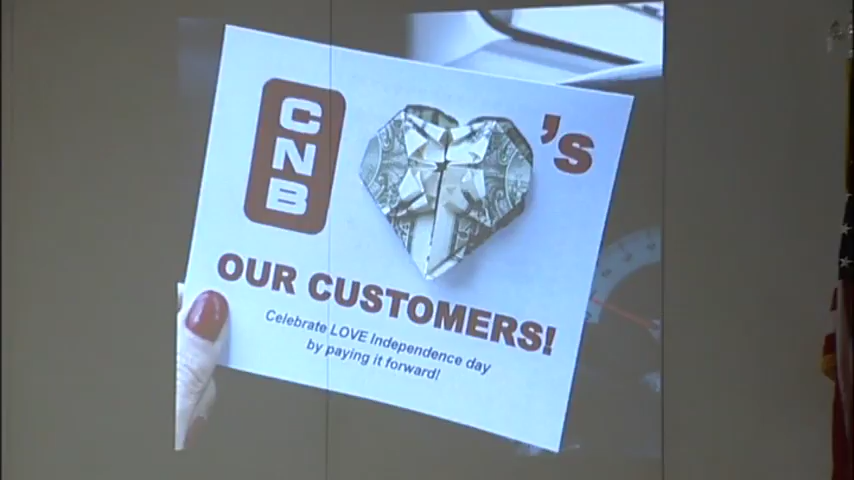 CNB 's
OUR CUSTOMERS!
Celebrate LOVE Independence day
by paying it forward!